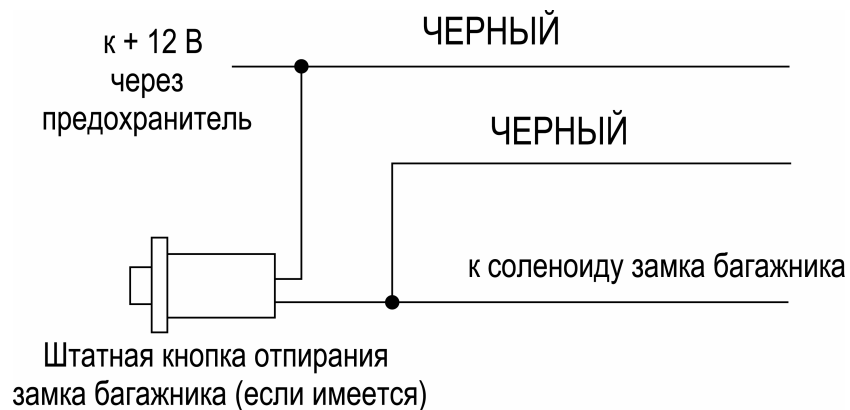 к + 12 В
через
предохранитель
ЧЕРНЫЙ
ЧЕРНЫЙ
к соленоиду замка багажника
Штатная кнопка отпирания
замка багажника (если имеется)